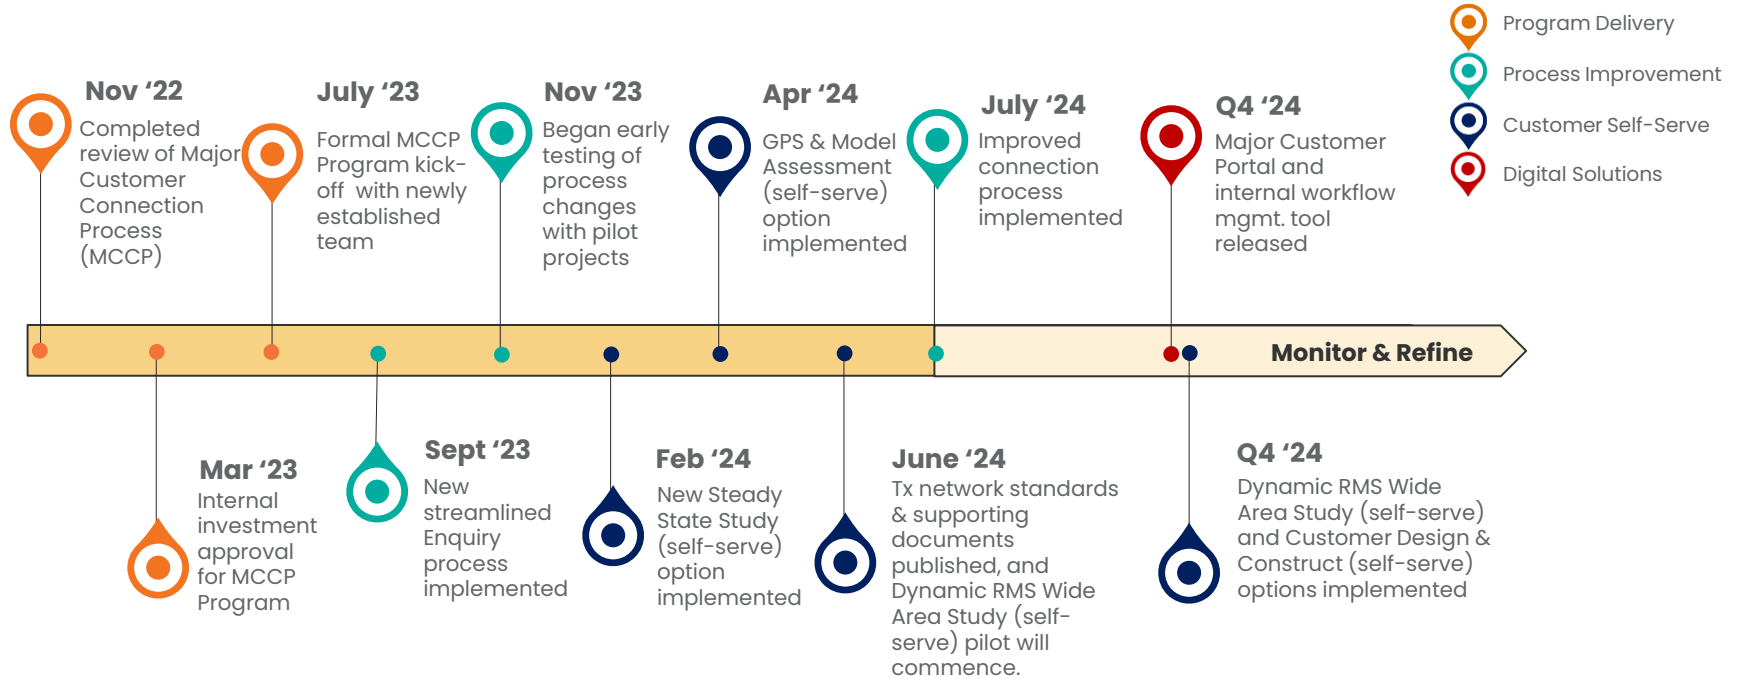 Program Delivery
Process Improvement
Customer Self-Serve
Digital Solutions
Nov ‘22
Completed
review of Major
Customer
Connection
Process
(MCCP)
July ‘23
Formal MCCP
Program kick-
off  with newly
established
team
Nov ‘23
Began early
testing of
process
changes
with pilot
projects
Apr ‘24
GPS & Model
Assessment
(self-serve)
option
implemented
July ‘24
Improved
connection
process
implemented
Q4 ‘24
Major Customer
Portal and
internal workflow
mgmt. tool
released
Monitor & Refine
Mar ‘23
Internal
investment
approval
for MCCP
Program
Sept ‘23
New
streamlined
Enquiry
process
implemented
Feb ‘24
New Steady
State Study
(self-serve)
option
implemented
June ‘24
Tx network standards
& supporting
documents
published, and
Dynamic RMS Wide
Area Study (self-
serve) pilot will
commence.
Q4 ‘24
Dynamic RMS Wide
Area Study (self-serve)
and Customer Design &
Construct (self-serve)
options implemented